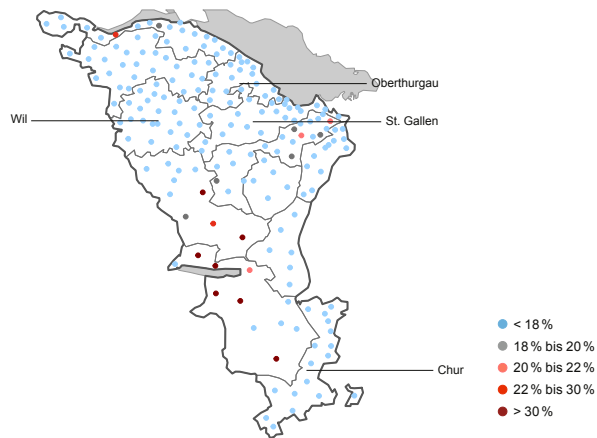 Oberthurgau
Wil
St. Gallen
< 18 %
18 % bis 20 %
20 % bis 22 %
22 % bis 30 %
> 30 %
Chur